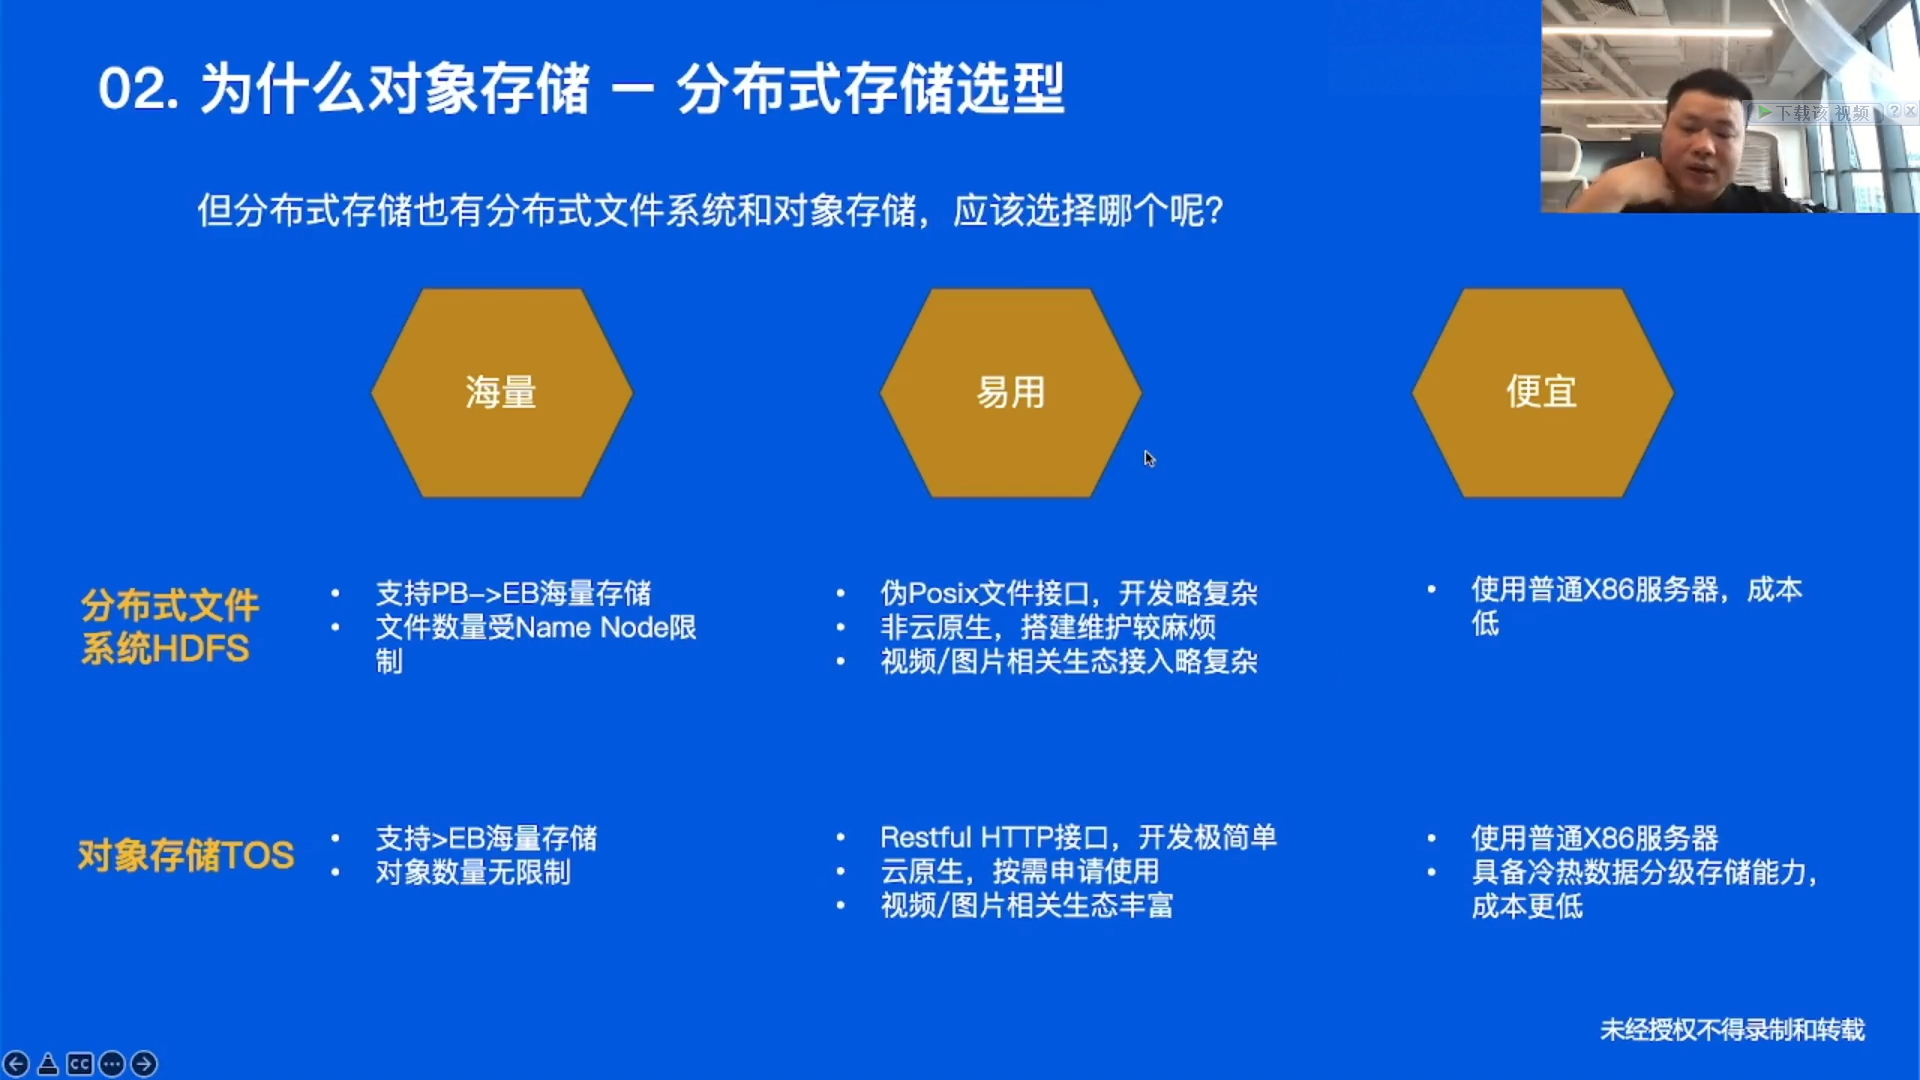 02. 为什么对象存储 — 分布式存储选型
下载该 视频
? X
但分布式存储也有分布式文件系统和对象存储，应该选择哪个呢?
海量
易用
便宜
分布式文件
系统HDFS
• 支持PB->EB海量存储
• 文件数量受Name Node限
制
• 伪Posix文件接口，开发略复杂
• 非云原生，搭建维护较麻烦
• 视频/图片相关生态接入略复杂
• 使用普通X86服务器，成本
低
对象存储TOS
• 支持>EB海量存储
• 对象数量无限制
• Restful HTTP接口，开发极简单
• 云原生，按需申请使用
• 视频/图片相关生态丰富
• 使用普通X86服务器
• 具备冷热数据分级存储能力，
成本更低
未经授权不得录制和转载
CC